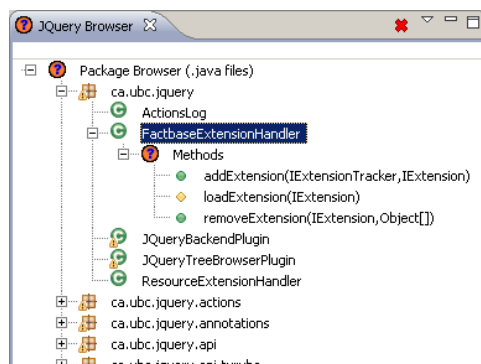 JQuery Browser
Package Browser (.java files)
ca.ubc.jquery
ActionsLog
FactbaseExtensionHandler
Methods
addExtension(IExtensionTracker,IExtension)
loadExtension(IExtension)
removeExtension(IExtension,Object[])
JQueryBackendPlugin
JQueryTreeBrowserPlugin
ResourceExtensionHandler
ca.ubc.jquery.actions
ca.ubc.jquery.annotations
ca.ubc.jquery.api